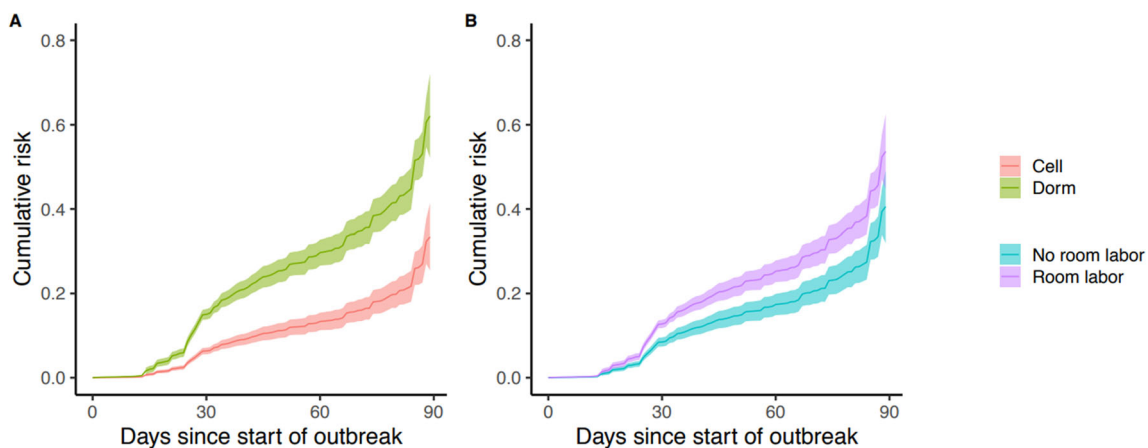 A
B
0.8
0.6
0.4
0.2
0.0
Cumulative risk
0 30 60 90
Days since start of outbreak
0.8
0.6
0.4
0.2
0.0
Cumulative risk
0 30 60 90
Days since start of outbreak
Cell
Dorm
No room labor
Room labor